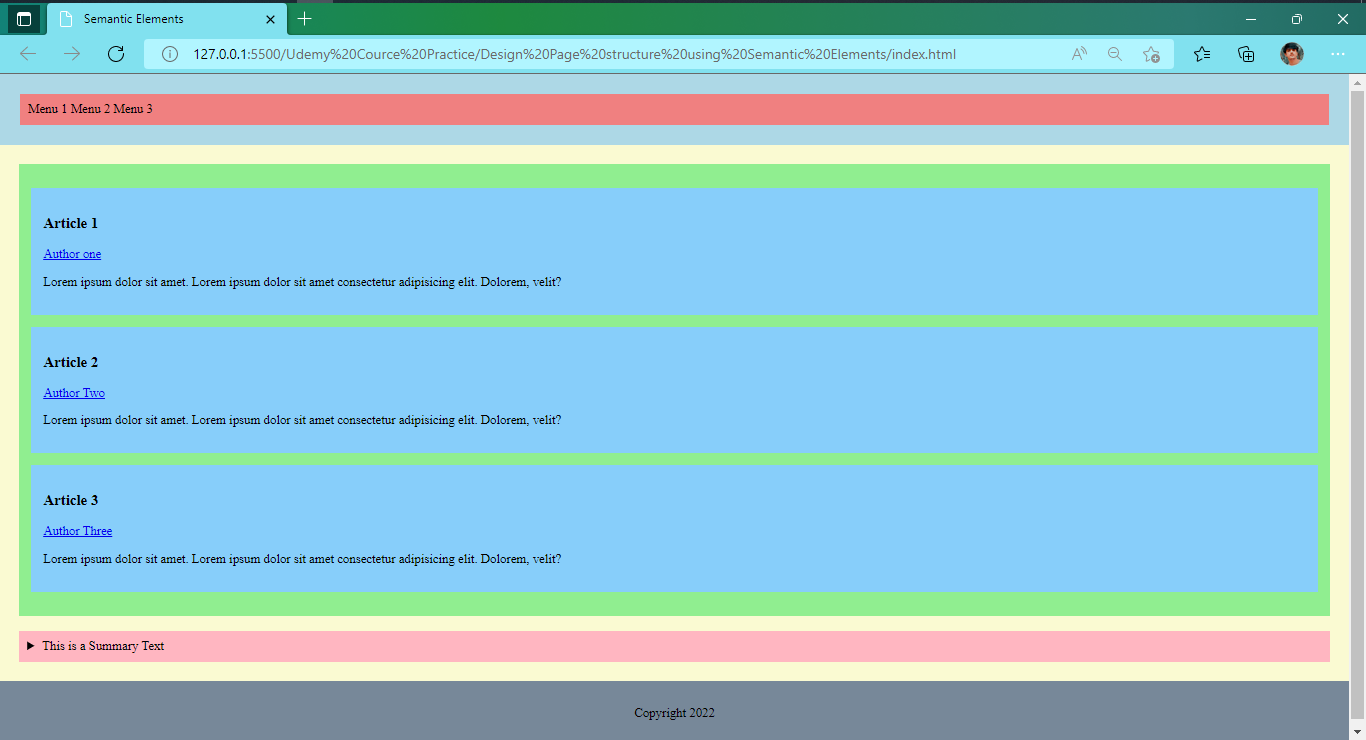 Semantic Elements
127.0.0.1:5500/Udemy%20Cource%20Practice/Design%20Page%20structure%20using%20Semantic%20Elements/index.html
Menu 1 Menu 2 Menu 3
Article 1
Author one
Lorem ipsum dolor sit amet. Lorem ipsum dolor sit amet consectetur adipisicing elit. Dolorem, velit?
Article 2
Author Two
Lorem ipsum dolor sit amet. Lorem ipsum dolor sit amet consectetur adipisicing elit. Dolorem, velit?
Article 3
Author Three
Lorem ipsum dolor sit amet. Lorem ipsum dolor sit amet consectetur adipisicing elit. Dolorem, velit?
This is a Summary Text
Copyright 2022